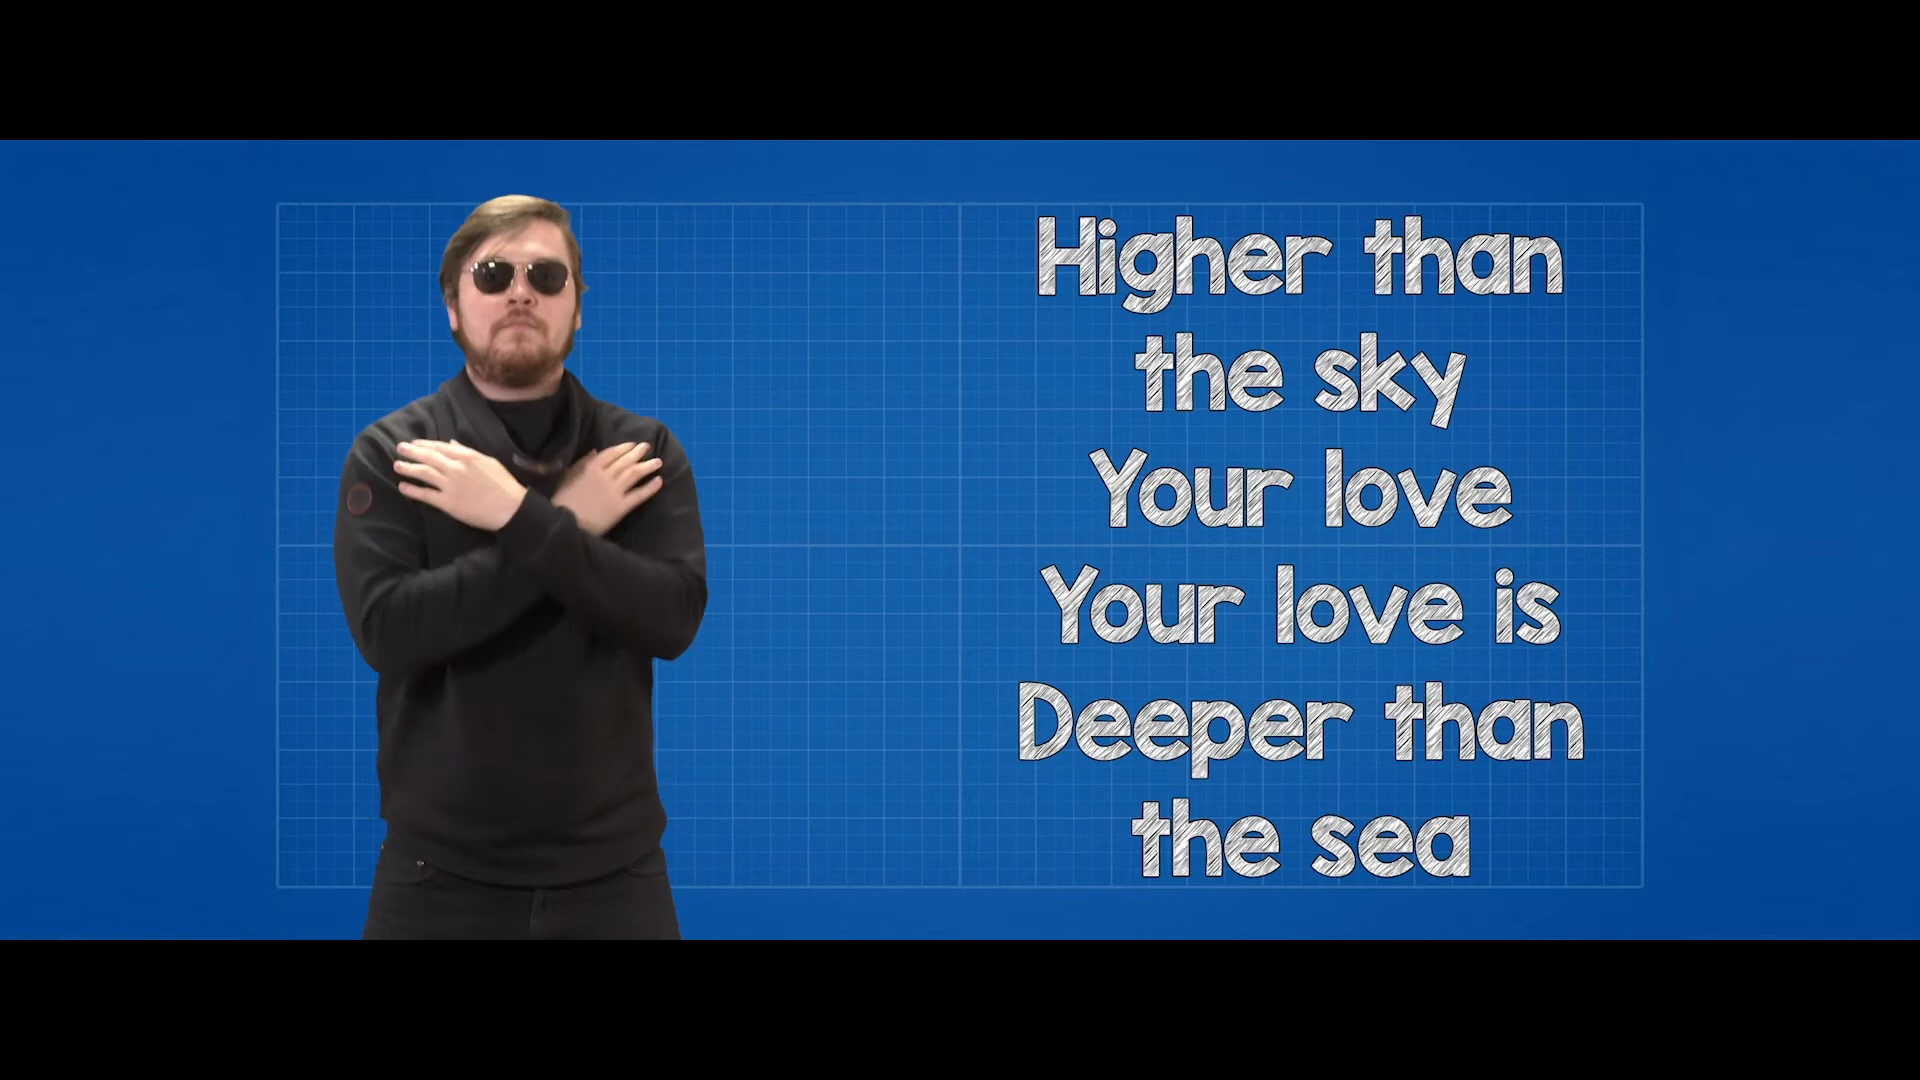 Higher than
the sky
Your love
Your love is
Deeper than
the sea